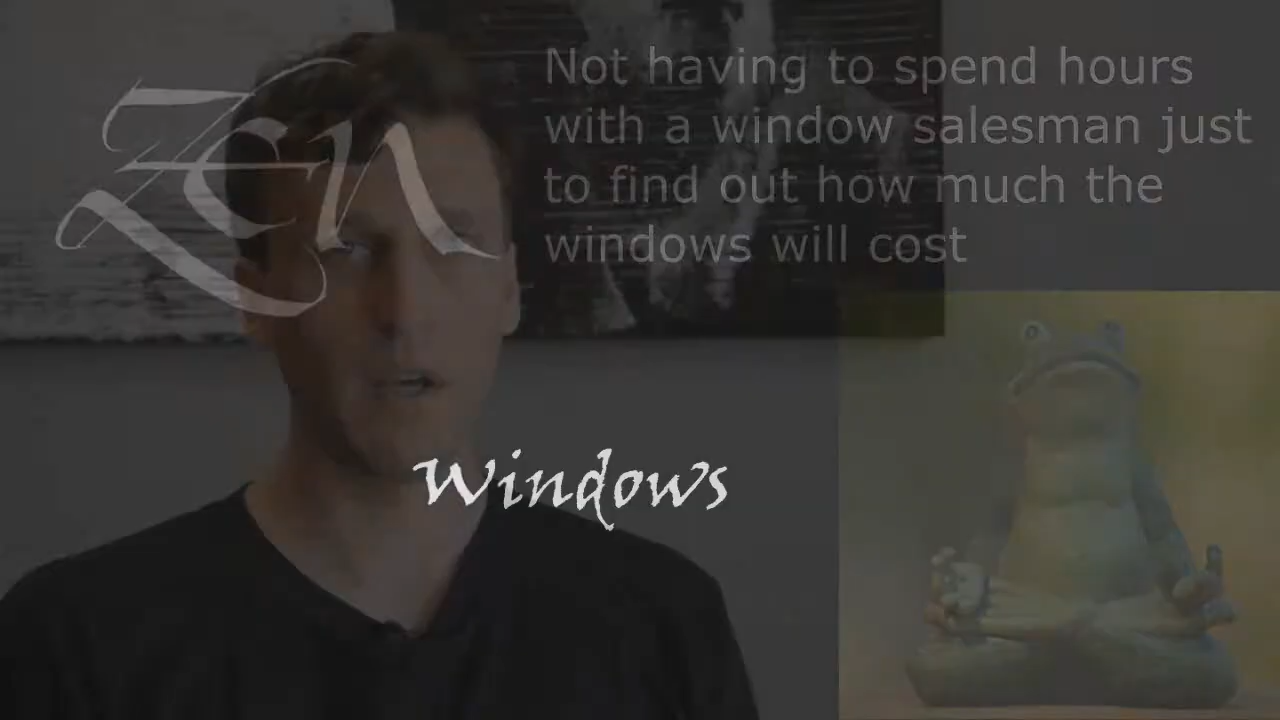 Zen
Not having to spend hours
with a window salesman just
to find out how much the
windows will cost
Windows